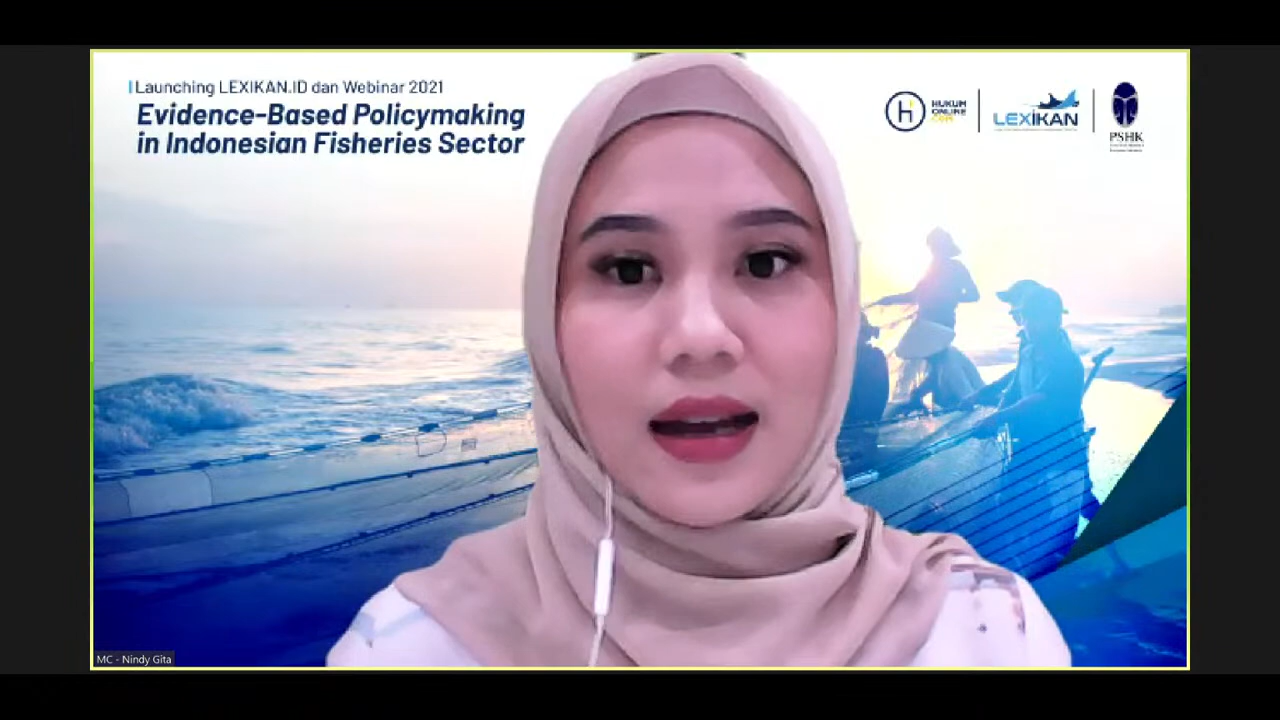 Launching LEXIKAN.ID dan Webinar 2021
Evidence-Based Policymaking
in Indonesian Fisheries Sector
HUKUM
ONLINE
.COM
LEXIKAN
PSHK
MC - Nindy Gita